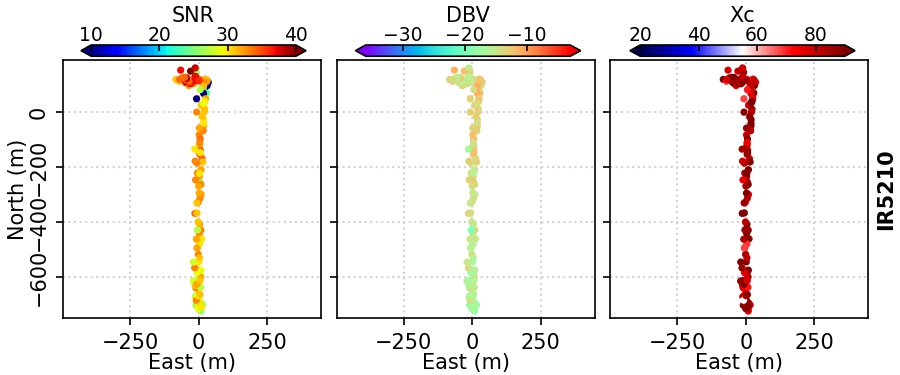 SNR DBV Xc
10 20 30 40 −30 −20 −10 20 40 60 80
North (m)
0
−200
−400
−600
IR5210
−250 0 250 −250 0 250 −250 0 250
East (m) East (m) East (m)